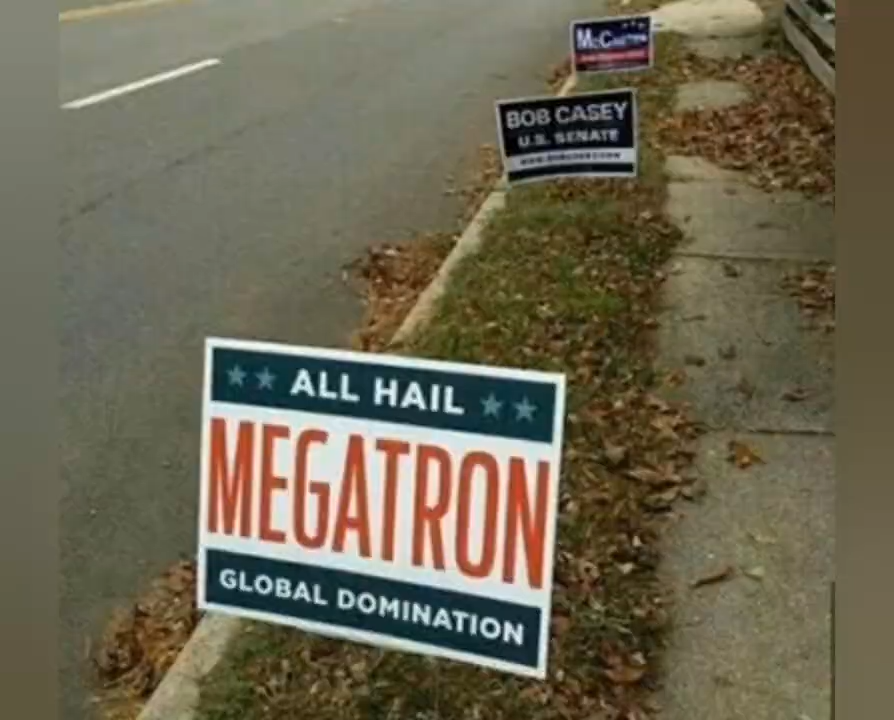 ALL HAIL
MEGATRON
GLOBAL DOMINATION
BOB CASEY
U.S. SENATE